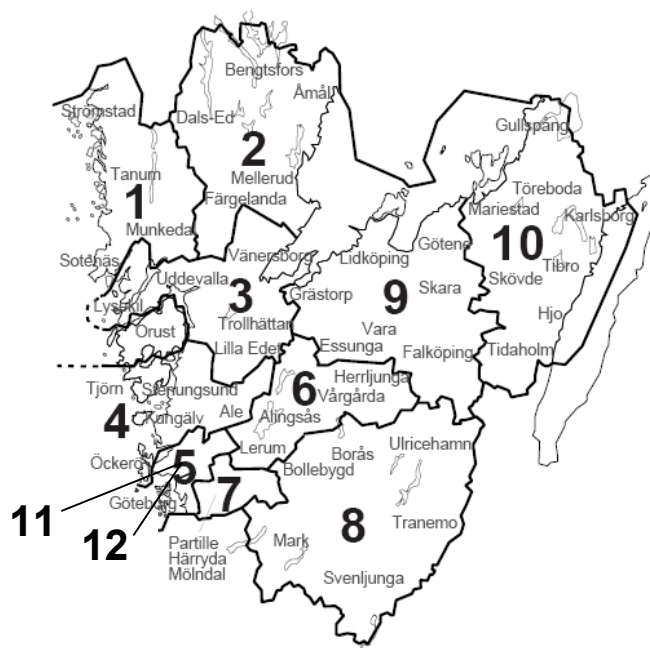 Bengtsfors
Åmål
Strömstad
Dals-Ed
Gullspång
2
Tanum
Mellerud
Töreboda
1
Färgelanda
Mariestad
Karlsborg
Munkedal
10
Götene
Sotenäs
Vänersborg
Lidköping
Tibro
Uddevalla
3
9
Skara
Skövde
Grästorp
Lysekil
Hjo
Trollhättan
Orust
Vara
Essunga
Lilla Edet
Falköping
Tidaholm
6
Herrljunga
Tjörn
Stenungsund
Vårgårda
4
Ale
Kungälv
Alingsås
Ulricehamn
Lerum
Borås
Öckerö
5
Bollebygd
7
Göteborg
11
8
Tranemo
12
Partille
Mark
Härryda
Mölndal
Svenljunga